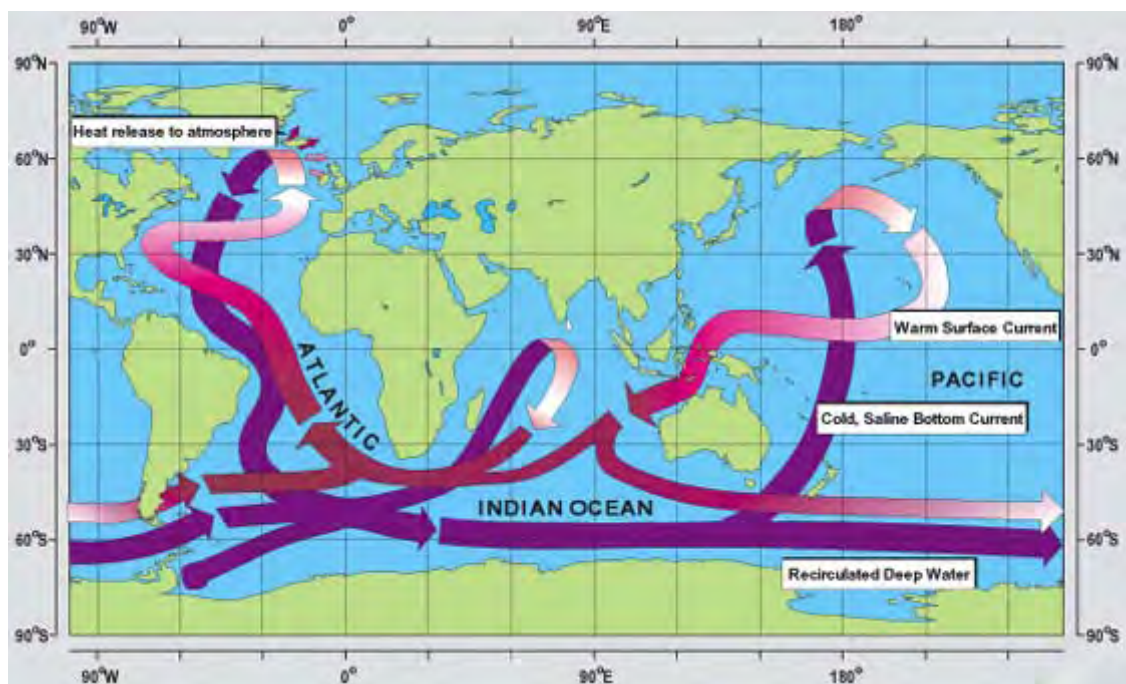 90°W 0° 90°E 180°
90°N 90°N
Heat release to atmosphere
60°N 60°N
30°N 30°N
Warm Surface Current
0° 0°
ATLANTIC
PACIFIC
Cold, Saline Bottom Current
30°S 30°S
INDIAN OCEAN
60°S 60°S
Recirculated Deep Water
90°S 90°S
90°W 0° 90°E 180°